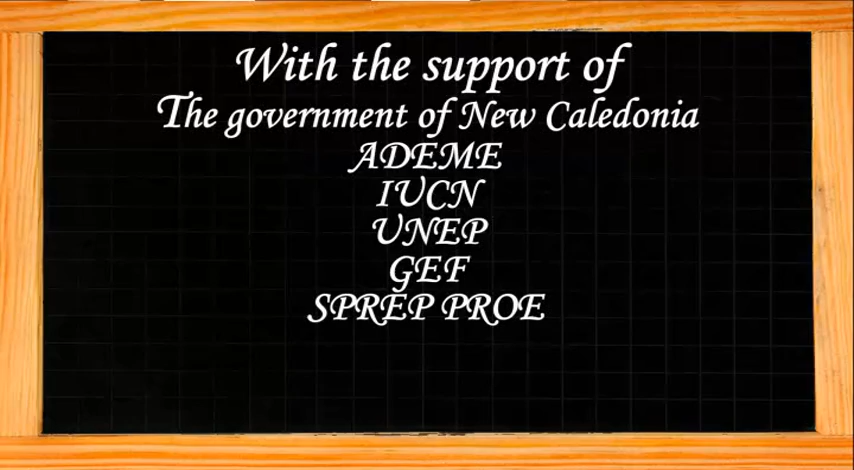 With the support of
The government of New Caledonia
ADEME
IUCN
UNEP
GEF
SPREP PROE